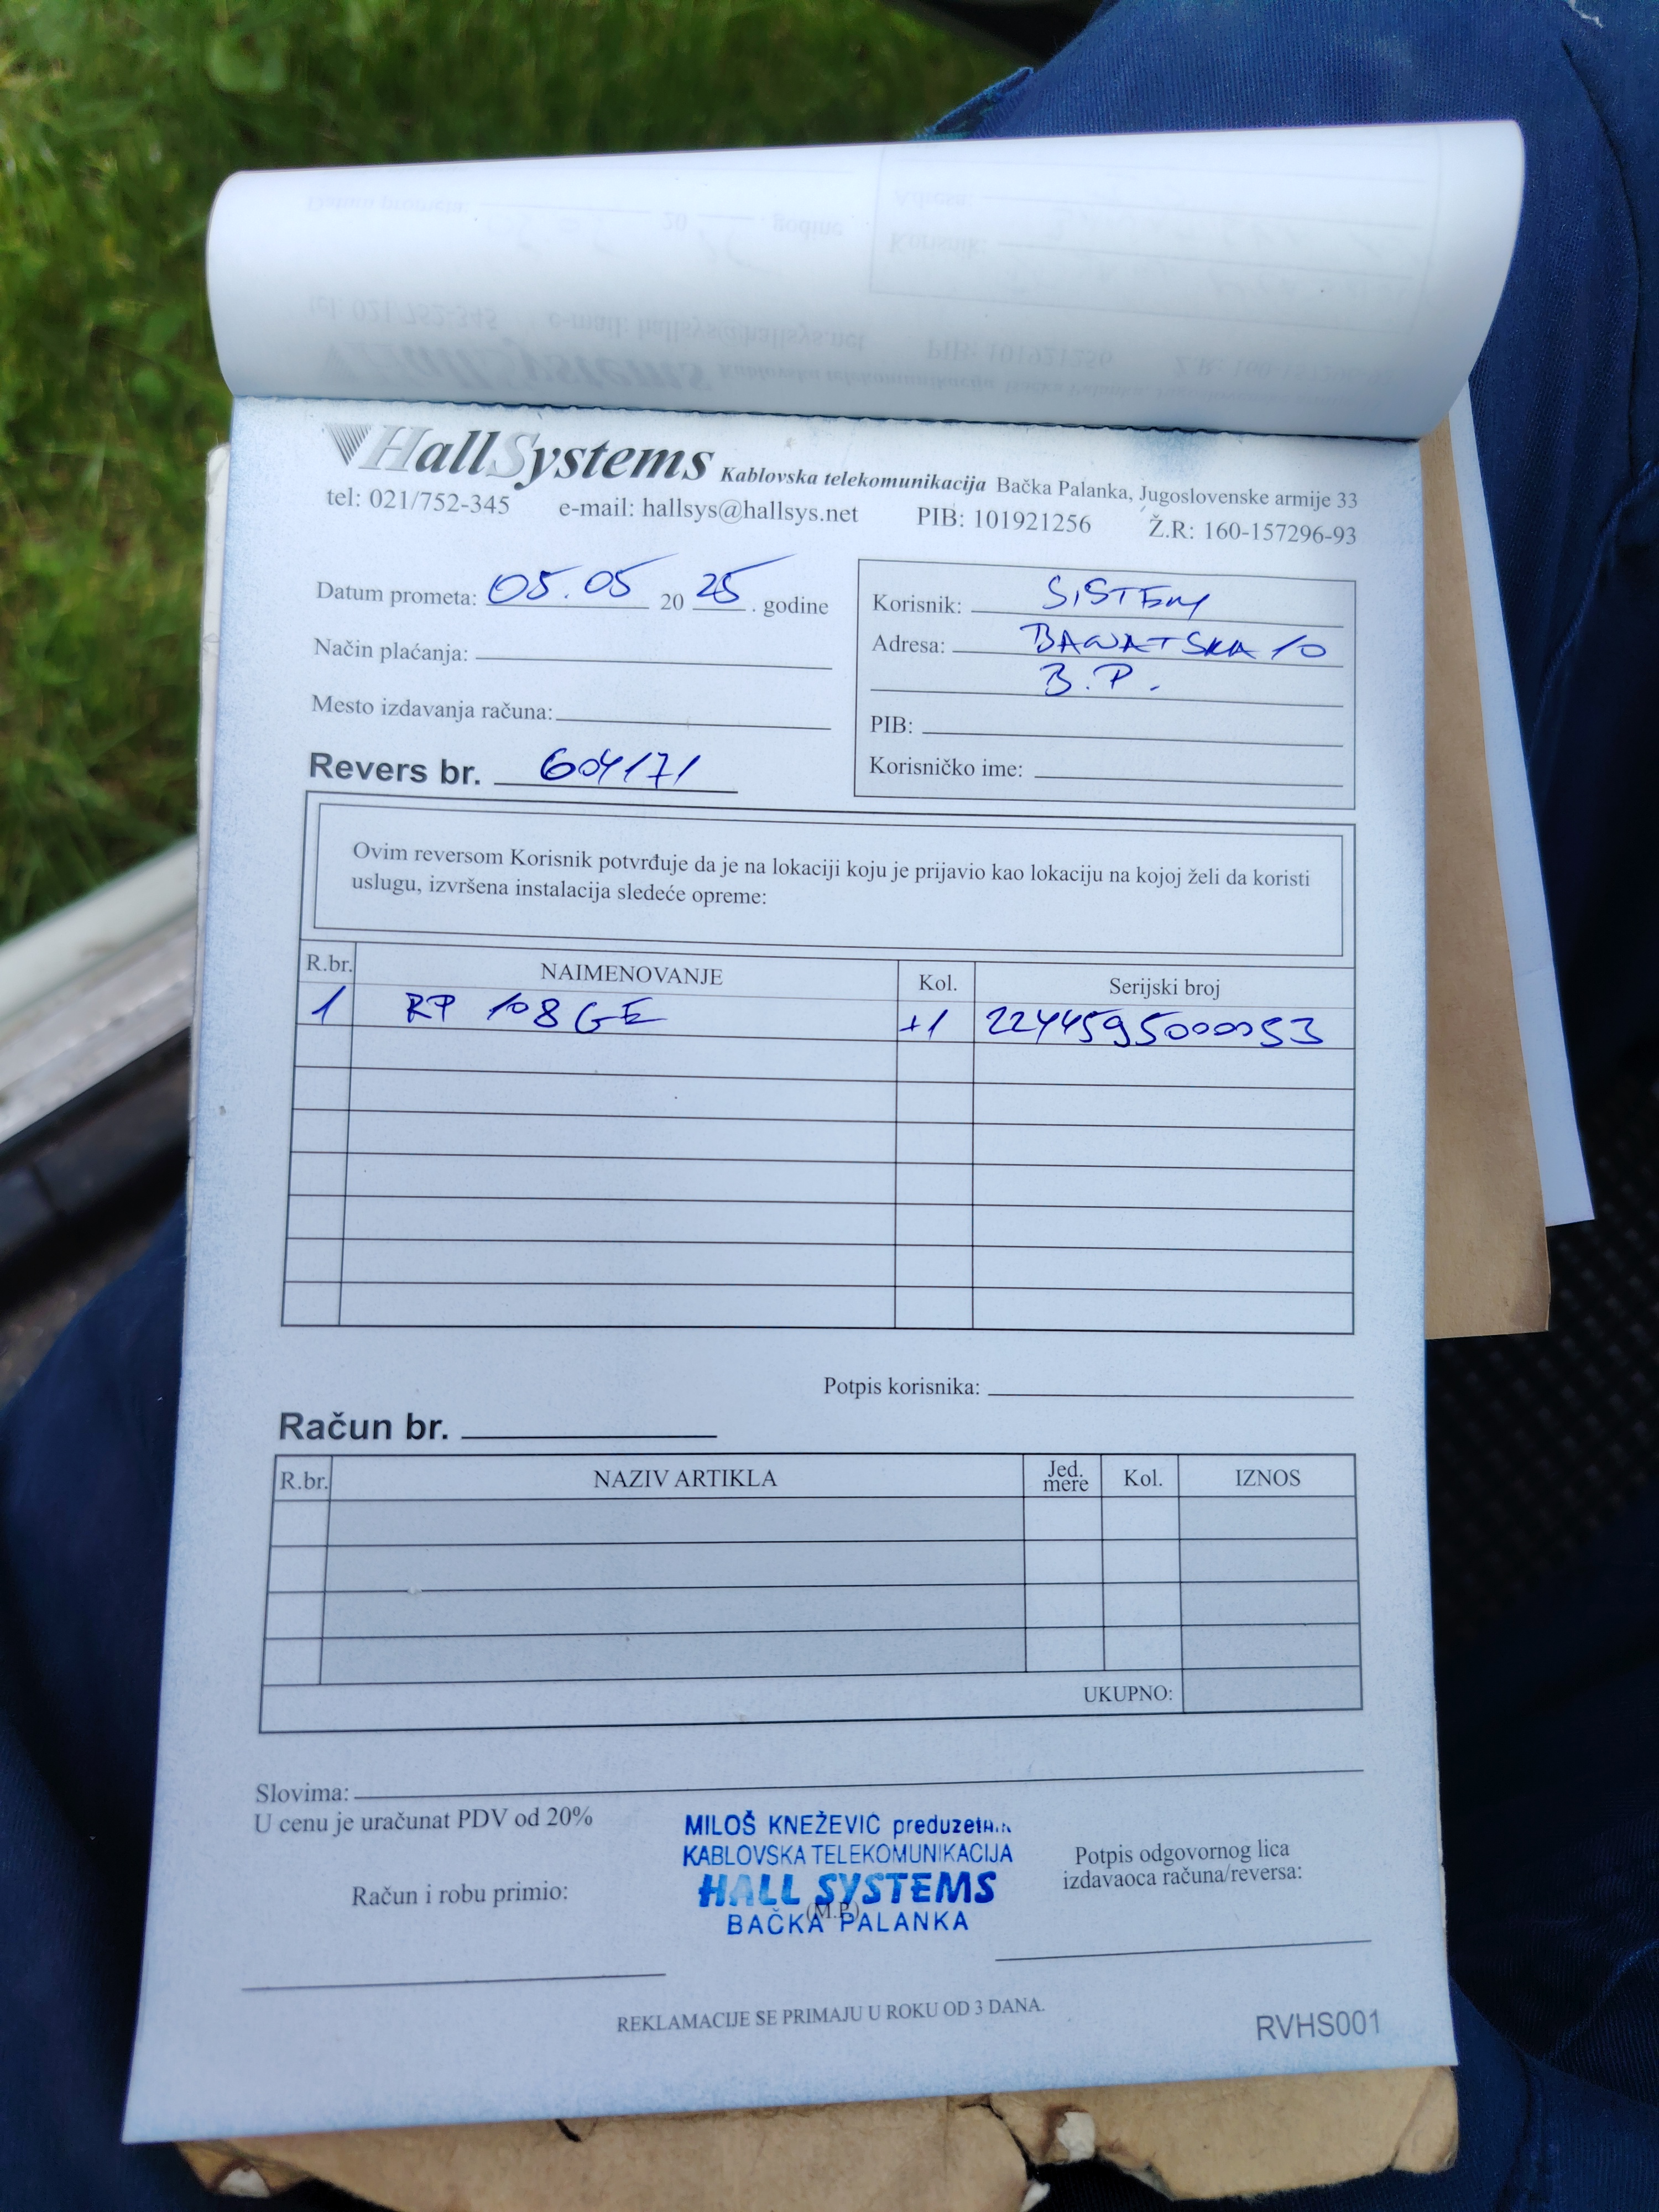 HallSystems Kablovska telekomunikacija Bačka Palanka, Jugoslovenske armije 33
tel: 021/752-345 e-mail: hallsys@hallsys.net PIB: 101921256 Ž.R: 160-157296-93
Datum prometa: 05.05 20 25. godine
Način plaćanja:
Mesto izdavanja računa:
Revers br. 604171
Korisnik: SISTEM
Adresa: BANATSKA 10
B.P.
PIB:
Korisničko ime:
Ovim reversom Korisnik potvrđuje da je na lokaciji koju je prijavio kao lokaciju na kojoj želi da koristi
uslugu, izvršena instalacija sledeće opreme:
R.br. NAIMENOVANJE Kol. Serijski broj
1 RP 108GE +1 2244595000053
Potpis korisnika:
Račun br.
R.br. NAZIV ARTIKLA Jed. mere Kol. IZNOS
UKUPNO:
Slovima:
U cenu je uračunat PDV od 20%
MILOŠ KNEŽEVIĆ
KABLOVSKA TELEKOMUNIKACIJA
HALL SYSTEMS
(M.P.)
BAČKA PALANKA
Račun i robu primio:
Potpis odgovornog lica
izdavaoca računa/reversa:
REKLAMACIJE SE PRIMAJU U ROKU OD 3 DANA.
RVHS001